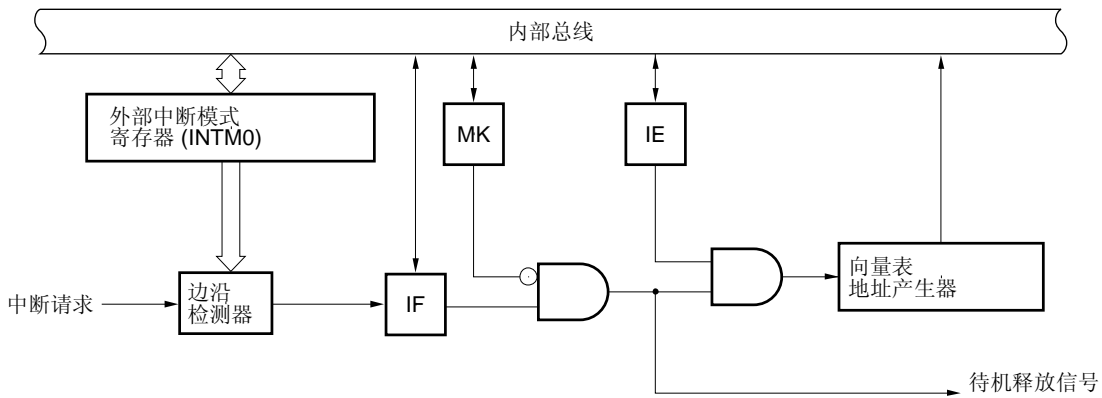 内部总线
外部中断模式
寄存器 (INTM0)
MK
IE
中断请求
边沿
检测器
IF
向量表
地址产生器
待机释放信号